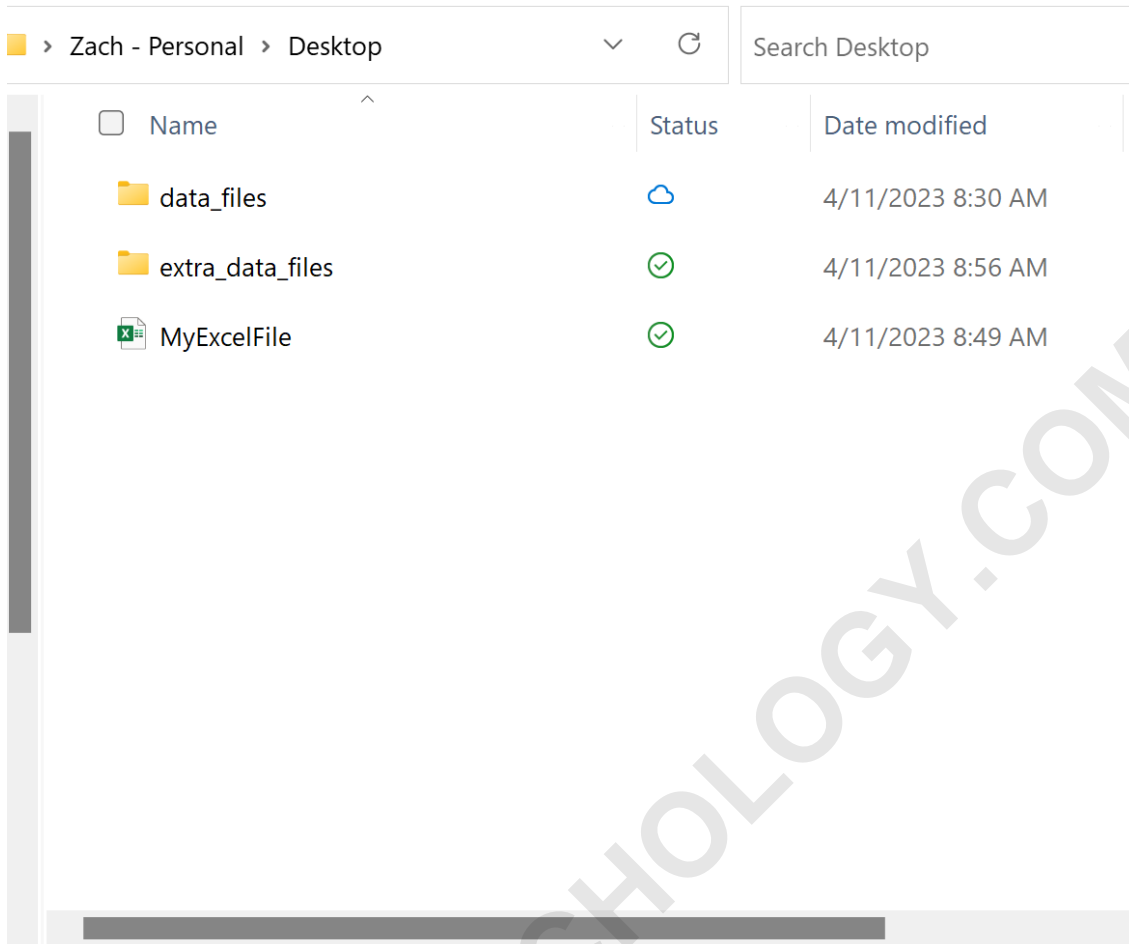 Zach - Personal > Desktop
Search Desktop
Name Status Date modified
data_files 4/11/2023 8:30 AM
extra_data_files 4/11/2023 8:56 AM
MyExcelFile 4/11/2023 8:49 AM
CHOLOGY.COM